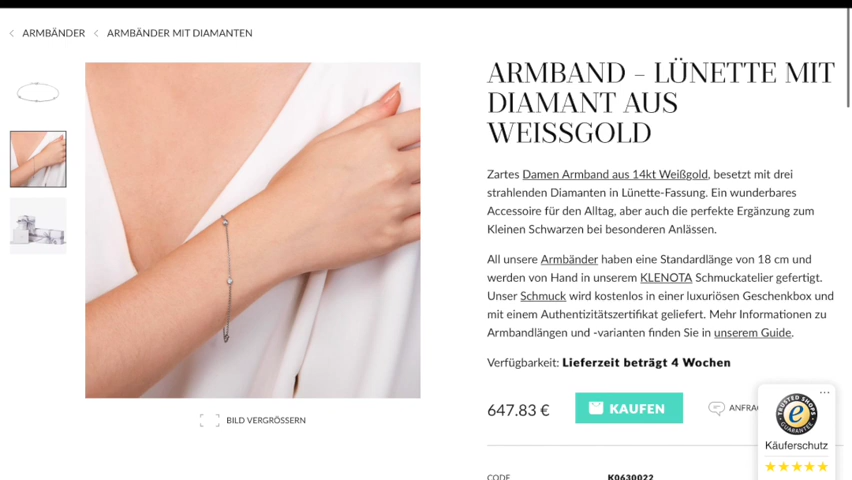 ARMBÄNDER ARMBÄNDER MIT DIAMANTEN
ARMBAND – LÜNETTE MIT
DIAMANT AUS
WEISSGOLD
Zartes Damen Armband aus 14kt Weißgold, besetzt mit drei
strahlenden Diamanten in Lünette-Fassung. Ein wunderbares
Accessoire für den Alltag, aber auch die perfekte Ergänzung zum
Kleinen Schwarzen bei besonderen Anlässen.
All unsere Armbänder haben eine Standardlänge von 18 cm und
werden von Hand in unserem KLENOTA Schmuckatelier gefertigt.
Unser Schmuck wird kostenlos in einer luxuriösen Geschenkbox und
mit einem Authentizitätszertifikat geliefert. Mehr Informationen zu
Armbandlängen und -varianten finden Sie in unserem Guide.
Verfügbarkeit: Lieferzeit beträgt 4 Wochen
647.83 € KAUFEN ANFRA
BILD VERGRÖSSERN
TRUSTED SHOPS
GUARANTEE
Käuferschutz
CODE K0630022